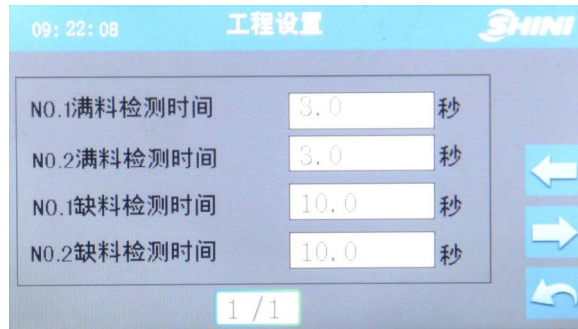 09:22:08 工程设置 SHINI
NO.1满料检测时间 3.0 秒
NO.2满料检测时间 3.0 秒
NO.1缺料检测时间 10.0 秒
NO.2缺料检测时间 10.0 秒
1/1